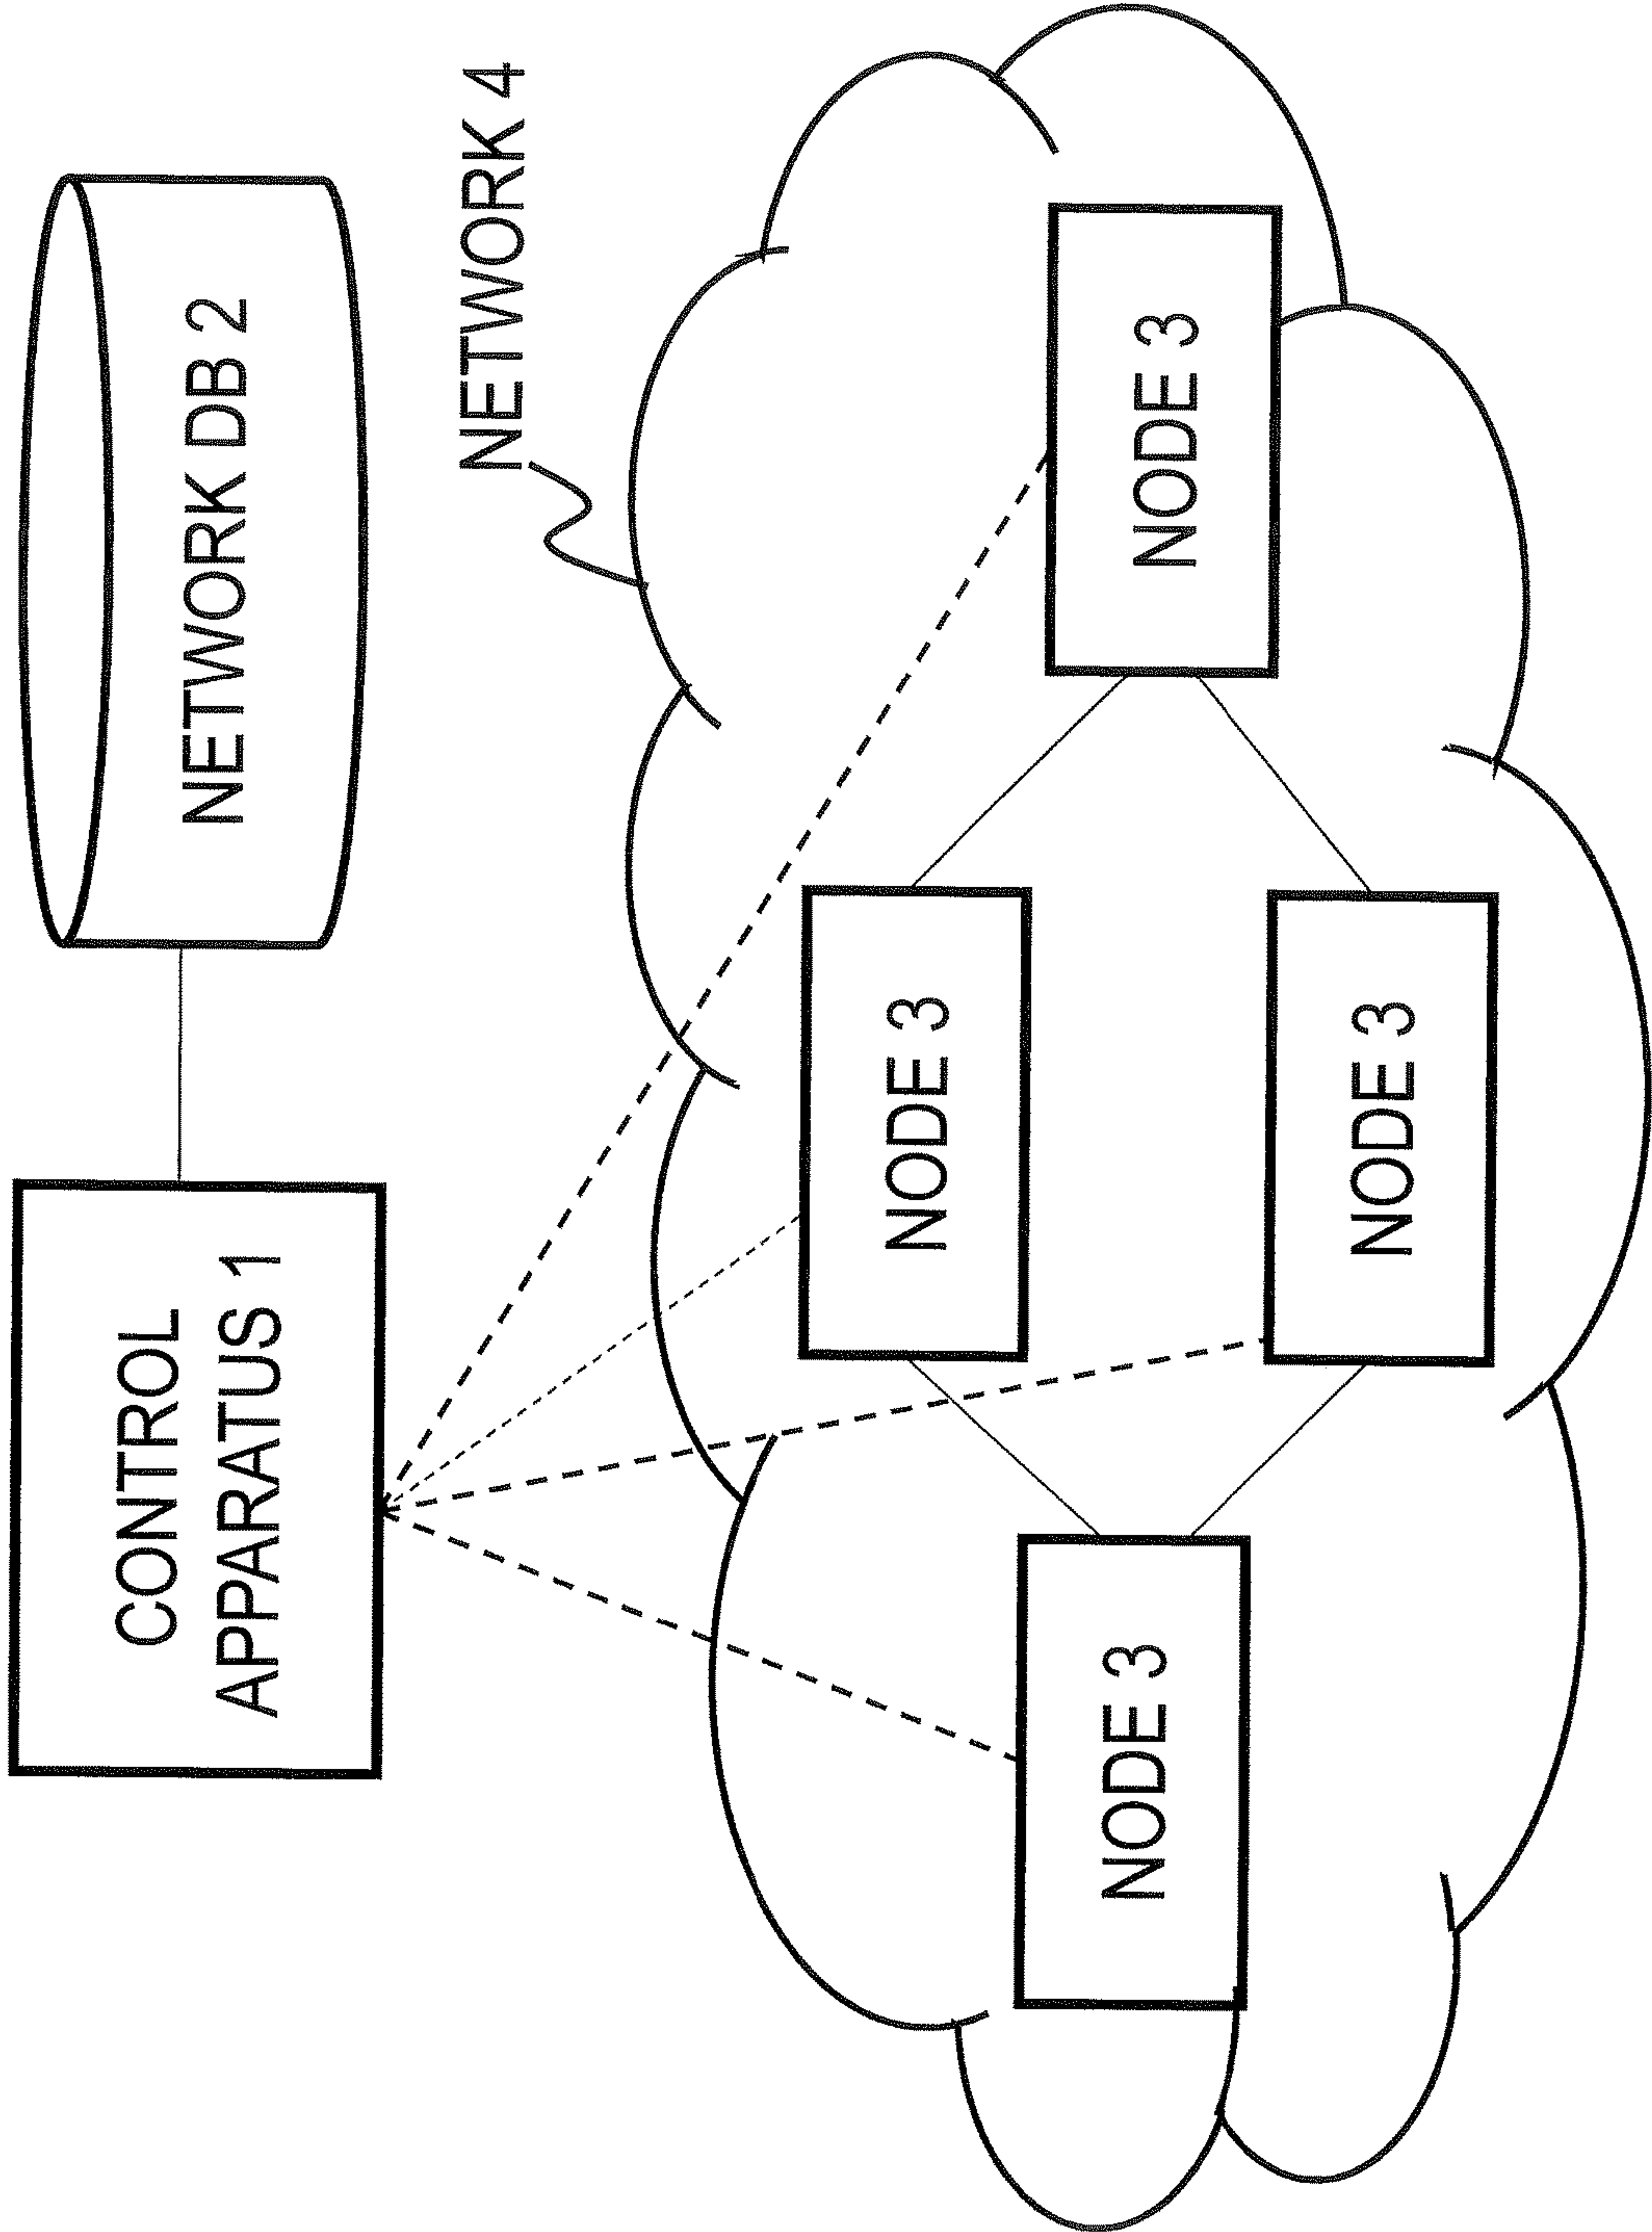 CONTROL
APPARATUS 1
NETWORK DB 2
NETWORK 4
NODE 3
NODE 3
NODE 3
NODE 3